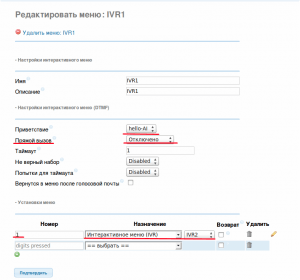 Редактировать меню: IVR1
Удалить меню: IVR1
- Настройки интерактивного меню
Имя IVR1
Описание IVR1
- Настройки интерактивного меню (DTMF)
Приветствие hello-Al
Прямой вызов Отключено
Таймаут 1
Не верный набор Disabled
Попытки для таймаута Disabled
Вернутся в меню после голосовой почты
- Установки меню
Номер Назначение Возврат Удалить
1 Интерактивное меню (IVR) IVR2
digits pressed == выбрать ==
Подтвердить